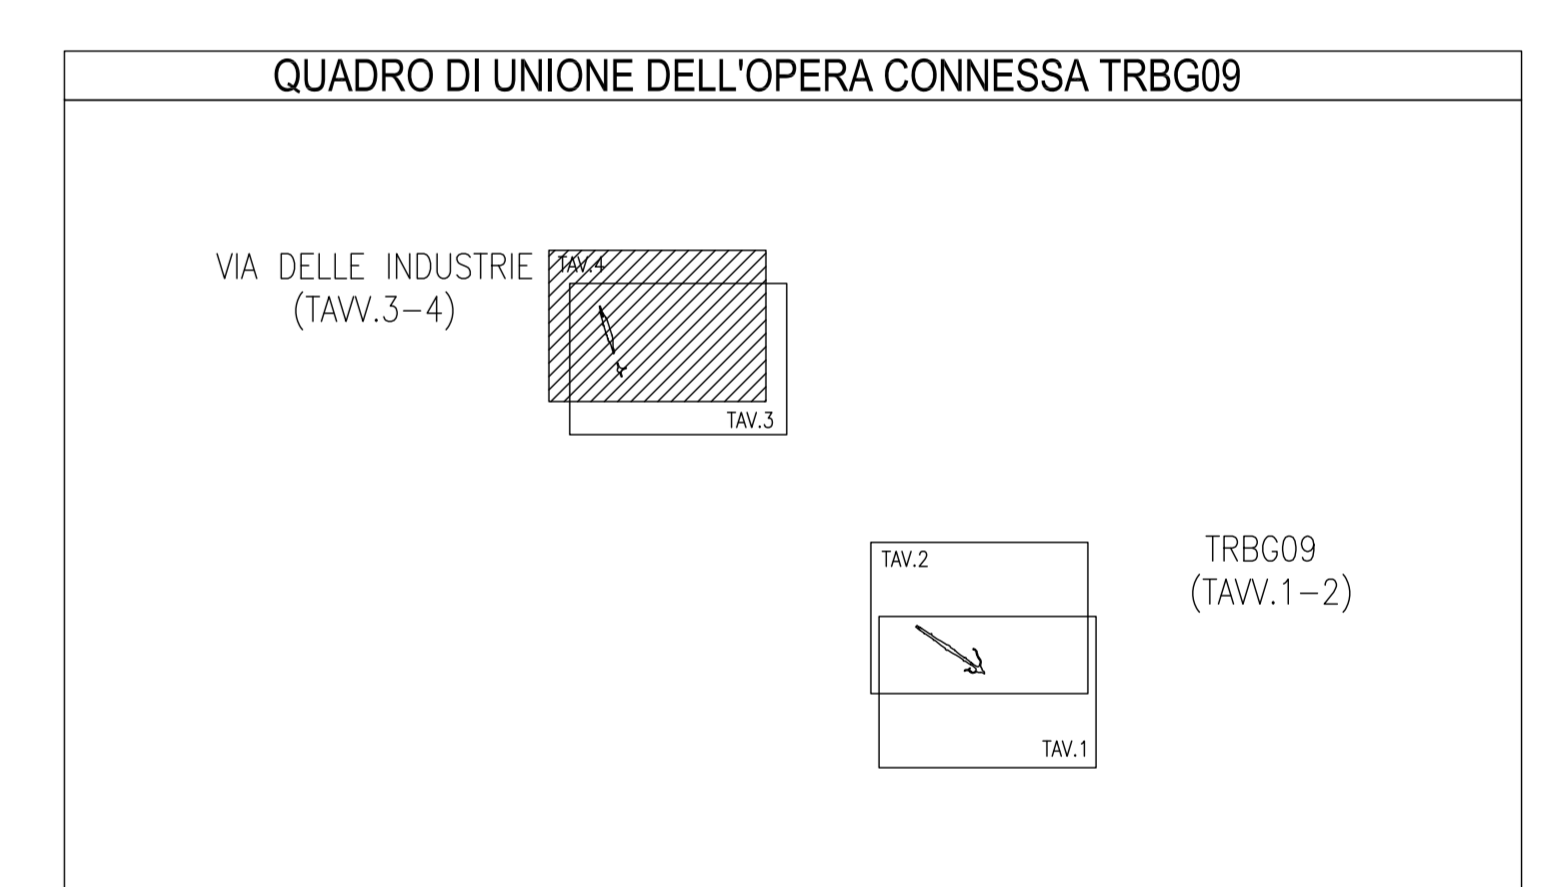 QUADRO DI UNIONE DELL'OPERA CONNESSA TRBG09
VIA DELLE INDUSTRIE
(TAVV.3-4)
TAV.4
TAV.3
TAV.2
TRBG09
(TAVV.1-2)
TAV.1